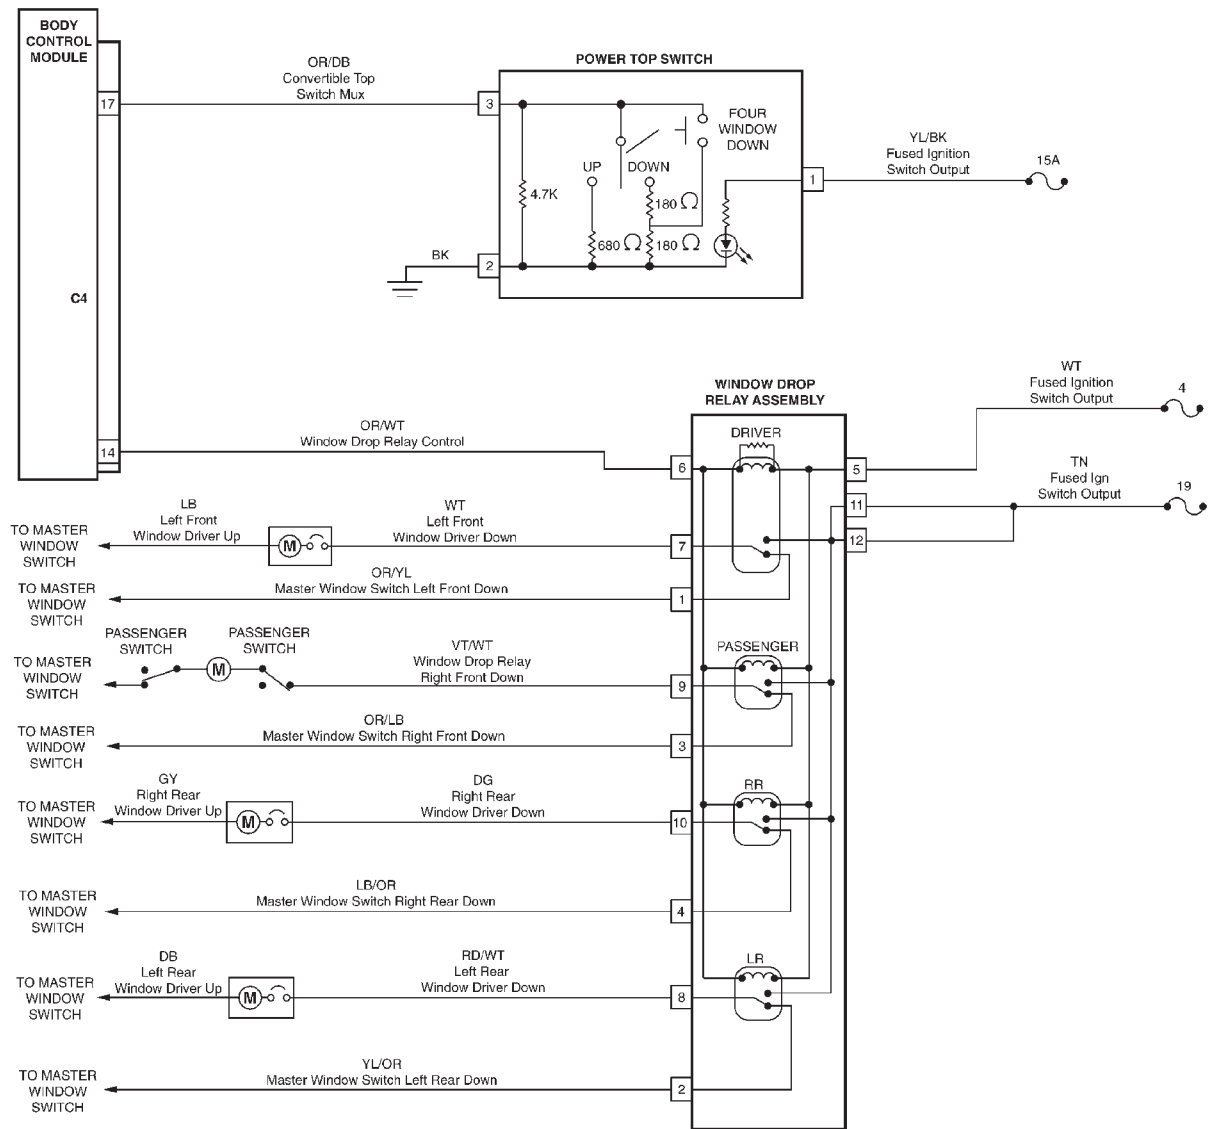 BODY
CONTROL
MODULE
OR/DB
Convertible Top
Switch Mux
17
POWER TOP SWITCH
3
FOUR
WINDOW
DOWN
UP
DOWN
4.7K
180 Ω
680 Ω
180 Ω
1
YL/BK
Fused Ignition
Switch Output
15A
BK
2
C4
WINDOW DROP
RELAY ASSEMBLY
WT
Fused Ignition
Switch Output
4
OR/WT
Window Drop Relay Control
14
6
DRIVER
5
TN
Fused Ign
Switch Output
19
11
12
TO MASTER
WINDOW
SWITCH
LB
Left Front
Window Driver Up
M
WT
Left Front
Window Driver Down
7
TO MASTER
WINDOW
SWITCH
OR/YL
Master Window Switch Left Front Down
1
PASSENGER
SWITCH
PASSENGER
SWITCH
TO MASTER
WINDOW
SWITCH
M
VT/WT
Window Drop Relay
Right Front Down
9
PASSENGER
TO MASTER
WINDOW
SWITCH
OR/LB
Master Window Switch Right Front Down
3
TO MASTER
WINDOW
SWITCH
GY
Right Rear
Window Driver Up
M
DG
Right Rear
Window Driver Down
10
RR
TO MASTER
WINDOW
SWITCH
LB/OR
Master Window Switch Right Rear Down
4
TO MASTER
WINDOW
SWITCH
DB
Left Rear
Window Driver Up
M
RD/WT
Left Rear
Window Driver Down
8
LR
TO MASTER
WINDOW
SWITCH
YL/OR
Master Window Switch Left Rear Down
2